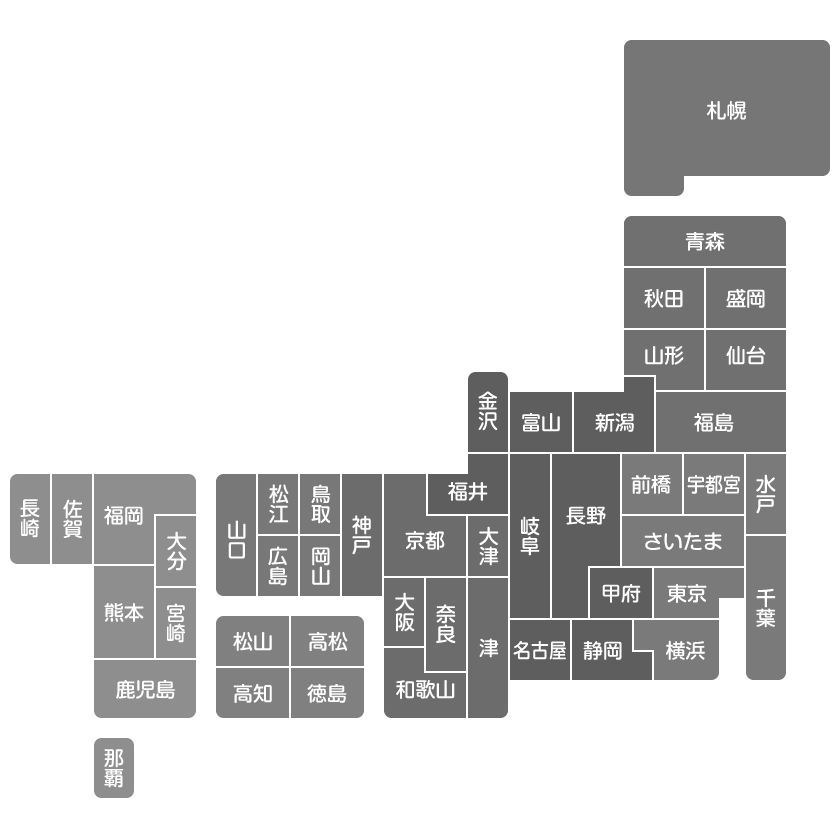 札幌
青森
秋田
盛岡
山形
仙台
金沢
富山
新潟
福島
長崎
佐賀
福岡
大分
熊本
宮崎
鹿児島
那覇
山口
松江
鳥取
広島
岡山
神戸
福井
京都
大津
岐阜
長野
前橋
宇都宮
水戸
さいたま
甲府
東京
千葉
大阪
奈良
津
名古屋
静岡
横浜
和歌山
松山
高松
高知
徳島